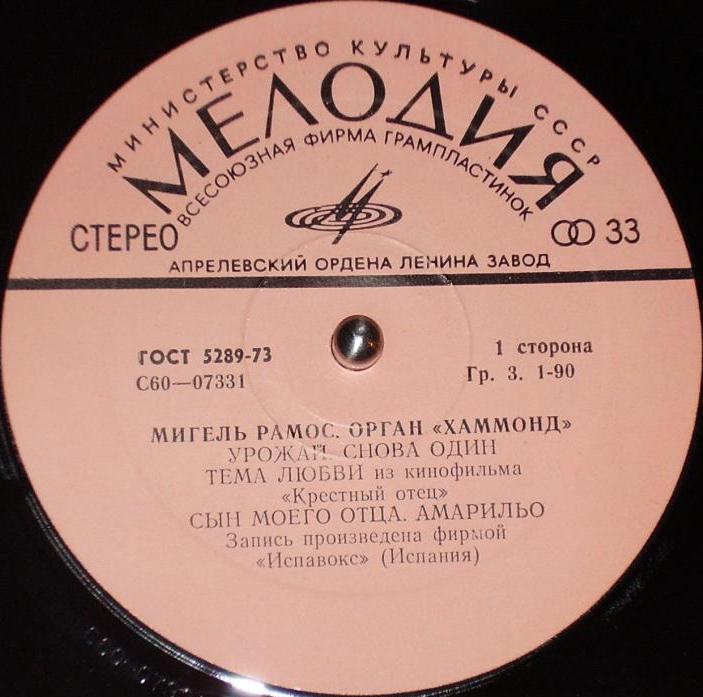 МИНИСТЕРСТВО КУЛЬТУРЫ СССР
МЕЛОДИЯ
ВСЕСОЮЗНАЯ ФИРМА ГРАМПЛАСТИНОК
СТЕРЕО
33
АПРЕЛЕВСКИЙ ОРДЕНА ЛЕНИНА ЗАВОД
ГОСТ 5289-73
1 сторона
С60—07331
Гр. 3. 1-90
МИГЕЛЬ РАМОС. ОРГАН «ХАММОНД»
УРОЖАЙ. СНОВА ОДИН
ТЕМА ЛЮБВИ из кинофильма
«Крестный отец»
СЫН МОЕГО ОТЦА. АМАРИЛЬО
Запись произведена фирмой
«Испавокс» (Испания)